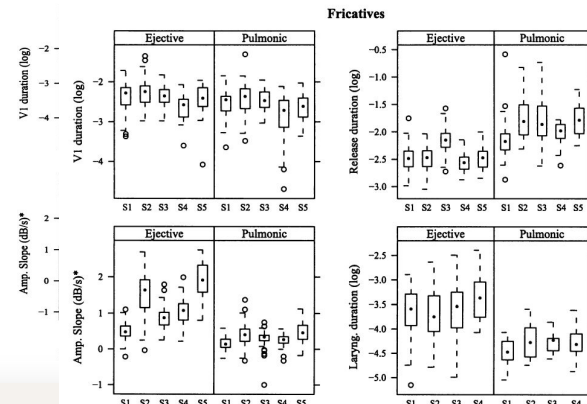 Fricatives
Ejective Pulmonic
V1 duration (log)
−2
−3
−4
V1 duration (log)
−2
−4
S1 S2 S3 S4 S5 S1 S2 S3 S4 S5
Ejective Pulmonic
Release duration (log)
−0.5
−1.0
−1.5
−2.0
−2.5
−3.0
S1 S2 S3 S4 S5 S1 S2 S3 S4 S5
Ejective Pulmonic
Amp. Slope (dB/s)*
2
1
0
−1
Amp. Slope (dB/s)*
2
1
0
−1
S1 S2 S3 S4 S5 S1 S2 S3 S4 S5
Ejective Pulmonic
Laryng. duration (log)
−2.5
−3.0
−3.5
−4.0
−4.5
−5.0
S1 S2 S3 S4 S1 S2 S3 S4